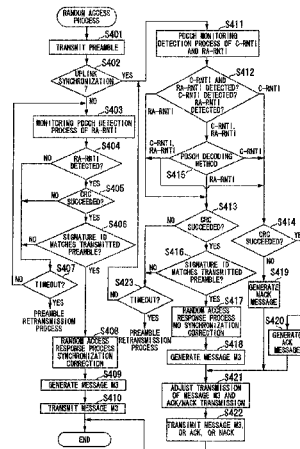 RANDOM ACCESS
PROCESS
S401
TRANSMIT PREAMBLE
S402
UPLINK
SYNCHRONIZATION
?
YES
NO
S403
MONITORING PDCCH DETECTION
PROCESS OF RA-RNTI
S404
RA-RNTI
DETECTED?
NO
YES
S405
CRC
SUCCEEDED?
NO
YES
S406
SIGNATURE ID
MATCHES TRANSMITTED
PREAMBLE?
NO
YES
S407
TIMEOUT?
NO
YES
PREAMBLE
RETRANSMISSION
PROCESS
S408
RANDOM ACCESS
RESPONSE PROCESS
SYNCHRONIZATION
CORRECTION
S409
GENERATE MESSAGE M3
S410
TRANSMIT MESSAGE M3
END
S411
PDCCH MONITORING
DETECTION PROCESS OF C-RNTI
AND RA-RNTI
S412
C-RNTI AND
RA-RNTI DETECTED?
C-RNTI DETECTED?
RA-RNTI
DETECTED?
RA-RNTI
C-RNTI
C-RNTI,
RA-RNTI
C-RNTI,
RA-RNTI
PDSCH DECODING
METHOD
S415
C-RNTI
RA-RNTI
S413
CRC
SUCCEEDED?
NO
YES
S414
CRC
SUCCEEDED?
NO
YES
S416
SIGNATURE ID
MATCHES TRANSMITTED
PREAMBLE?
NO
YES
S423
TIMEOUT?
NO
YES
PREAMBLE
RETRANSMISSION
PROCESS
S417
RANDOM ACCESS
RESPONSE PROCESS
NO SYNCHRONIZATION
CORRECTION
S418
GENERATE MESSAGE M3
S419
GENERATE
NACK
MESSAGE
S420
GENERATE
ACK
MESSAGE
S421
ADJUST TRANSMISSION
OF MESSAGE M3 AND
ACK/NACK TRANSMISSION
S422
TRANSMIT MESSAGE M3,
OR ACK, OR NACK